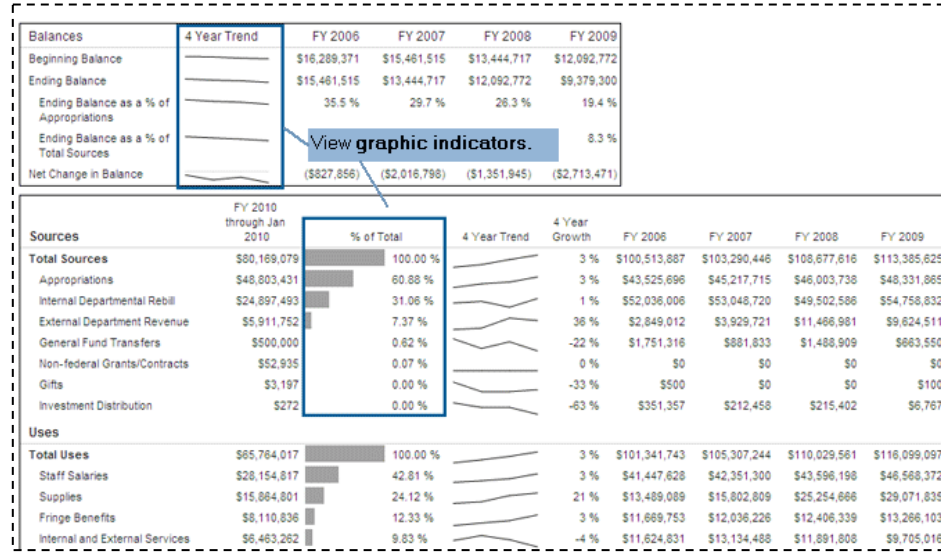 Balances 4 Year Trend FY 2006 FY 2007 FY 2008 FY 2009
Beginning Balance $16,289,371 $15,461,515 $13,444,717 $12,092,772
Ending Balance $15,461,515 $13,444,717 $12,092,772 $9,379,300
Ending Balance as a % of 35.5 % 29.7 % 26.3 % 19.4 %
Appropriations
Ending Balance as a % of 8.3 %
Total Sources
View graphic indicators.
Net Change in Balance ($827,856) ($2,016,798) ($1,351,945) ($2,713,471)
FY 2010
through Jan 4 Year
Sources 2010 % of Total 4 Year Trend Growth FY 2006 FY 2007 FY 2008 FY 2009
Total Sources $80,169,079 100.00 % 3 % $100,513,887 $103,290,446 $108,677,616 $113,385,625
Appropriations $48,803,431 60.88 % 3 % $43,525,696 $45,217,715 $46,003,738 $48,331,865
Internal Departmental Rebill $24,897,493 31.06 % 1 % $52,036,006 $53,048,720 $49,502,586 $54,758,832
External Department Revenue $5,911,752 7.37 % 36 % $2,849,012 $3,929,721 $11,466,981 $9,624,511
General Fund Transfers $500,000 0.62 % -22 % $1,751,316 $881,833 $1,488,909 $663,550
Non-federal Grants/Contracts $52,935 0.07 % 0 % $0 $0 $0 $0
Gifts $3,197 0.00 % -33 % $500 $0 $0 $100
Investment Distribution $272 0.00 % -63 % $351,357 $212,458 $215,402 $6,767
Uses
Total Uses $65,764,017 100.00 % 3 % $101,341,743 $105,307,244 $110,029,561 $116,099,097
Staff Salaries $28,154,817 42.81 % 3 % $41,447,628 $42,351,300 $43,596,198 $46,568,372
Supplies $15,864,801 24.12 % 21 % $13,489,089 $15,802,809 $25,254,666 $29,071,835
Fringe Benefits $8,110,836 12.33 % 3 % $11,669,753 $12,036,226 $12,406,339 $13,266,103
Internal and External Services $6,463,262 9.83 % -4 % $11,624,831 $13,134,488 $11,891,808 $9,705,016